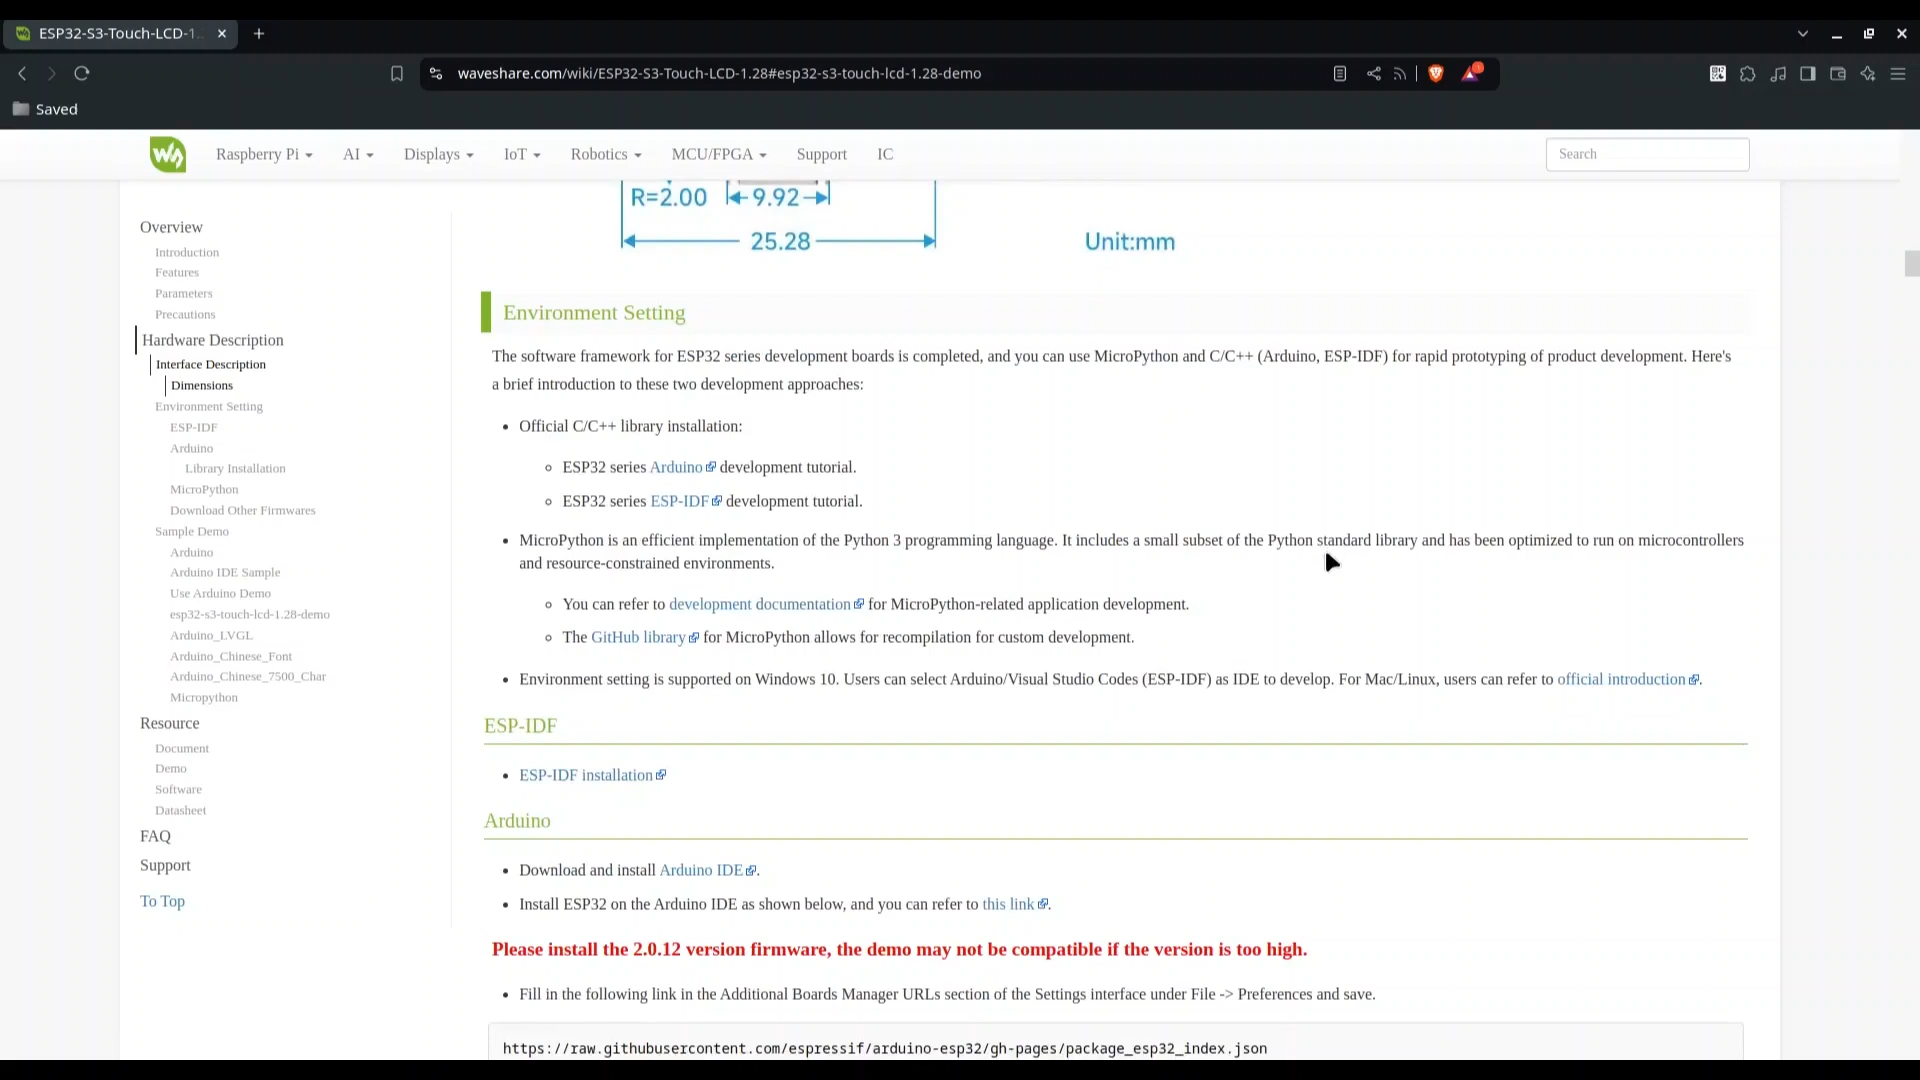 ESP32-S3-Touch-LCD-1.
waveshare.com/wiki/ESP32-S3-Touch-LCD-1.28#esp32-s3-touch-lcd-1.28-demo
Saved
Raspberry Pi AI Displays IoT Robotics MCU/FPGA Support IC Search
R=2.00 9.92
25.28 Unit:mm
Overview
Introduction
Features
Parameters
Precautions
Hardware Description
Interface Description
Dimensions
Environment Setting
ESP-IDF
Arduino
Library Installation
MicroPython
Download Other Firmwares
Sample Demo
Arduino
Arduino IDE Sample
Use Arduino Demo
esp32-s3-touch-lcd-1.28-demo
Arduino_LVGL
Arduino_Chinese_Font
Arduino_Chinese_7500_Char
Micropython
Resource
Document
Demo
Software
Datasheet
FAQ
Support
To Top
Environment Setting
The software framework for ESP32 series development boards is completed, and you can use MicroPython and C/C++ (Arduino, ESP-IDF) for rapid prototyping of product development. Here's
a brief introduction to these two development approaches:
Official C/C++ library installation:
ESP32 series Arduino development tutorial.
ESP32 series ESP-IDF development tutorial.
MicroPython is an efficient implementation of the Python 3 programming language. It includes a small subset of the Python standard library and has been optimized to run on microcontrollers
and resource-constrained environments.
You can refer to development documentation for MicroPython-related application development.
The GitHub library for MicroPython allows for recompilation for custom development.
Environment setting is supported on Windows 10. Users can select Arduino/Visual Studio Codes (ESP-IDF) as IDE to develop. For Mac/Linux, users can refer to official introduction.
ESP-IDF
ESP-IDF installation
Arduino
Download and install Arduino IDE.
Install ESP32 on the Arduino IDE as shown below, and you can refer to this link.
Please install the 2.0.12 version firmware, the demo may not be compatible if the version is too high.
Fill in the following link in the Additional Boards Manager URLs section of the Settings interface under File -> Preferences and save.
https://raw.githubusercontent.com/espressif/arduino-esp32/gh-pages/package_esp32_index.json